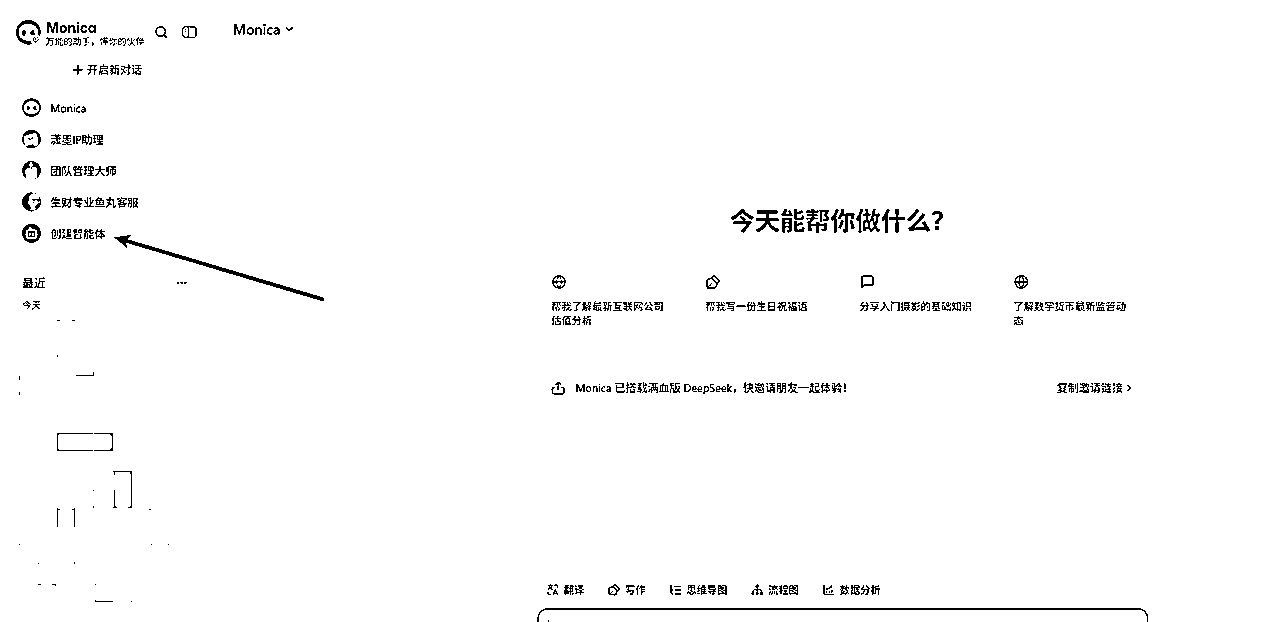 Monica
万能的助手，懂你的伙伴
Monica
+ 开启新对话
Monica
潇墨IP助理
团队管理大师
生财专业鱼丸客服
创建智能体
最近
今天
今天能帮你做什么?
帮我了解最新互联网公司
估值分析
帮我写一份生日祝福语
分享入门摄影的基础知识
了解数字货币最新监管动
态
Monica 已搭载满血版 DeepSeek，快邀请朋友一起体验!
复制邀请链接
翻译
写作
思维导图
流程图
数据分析